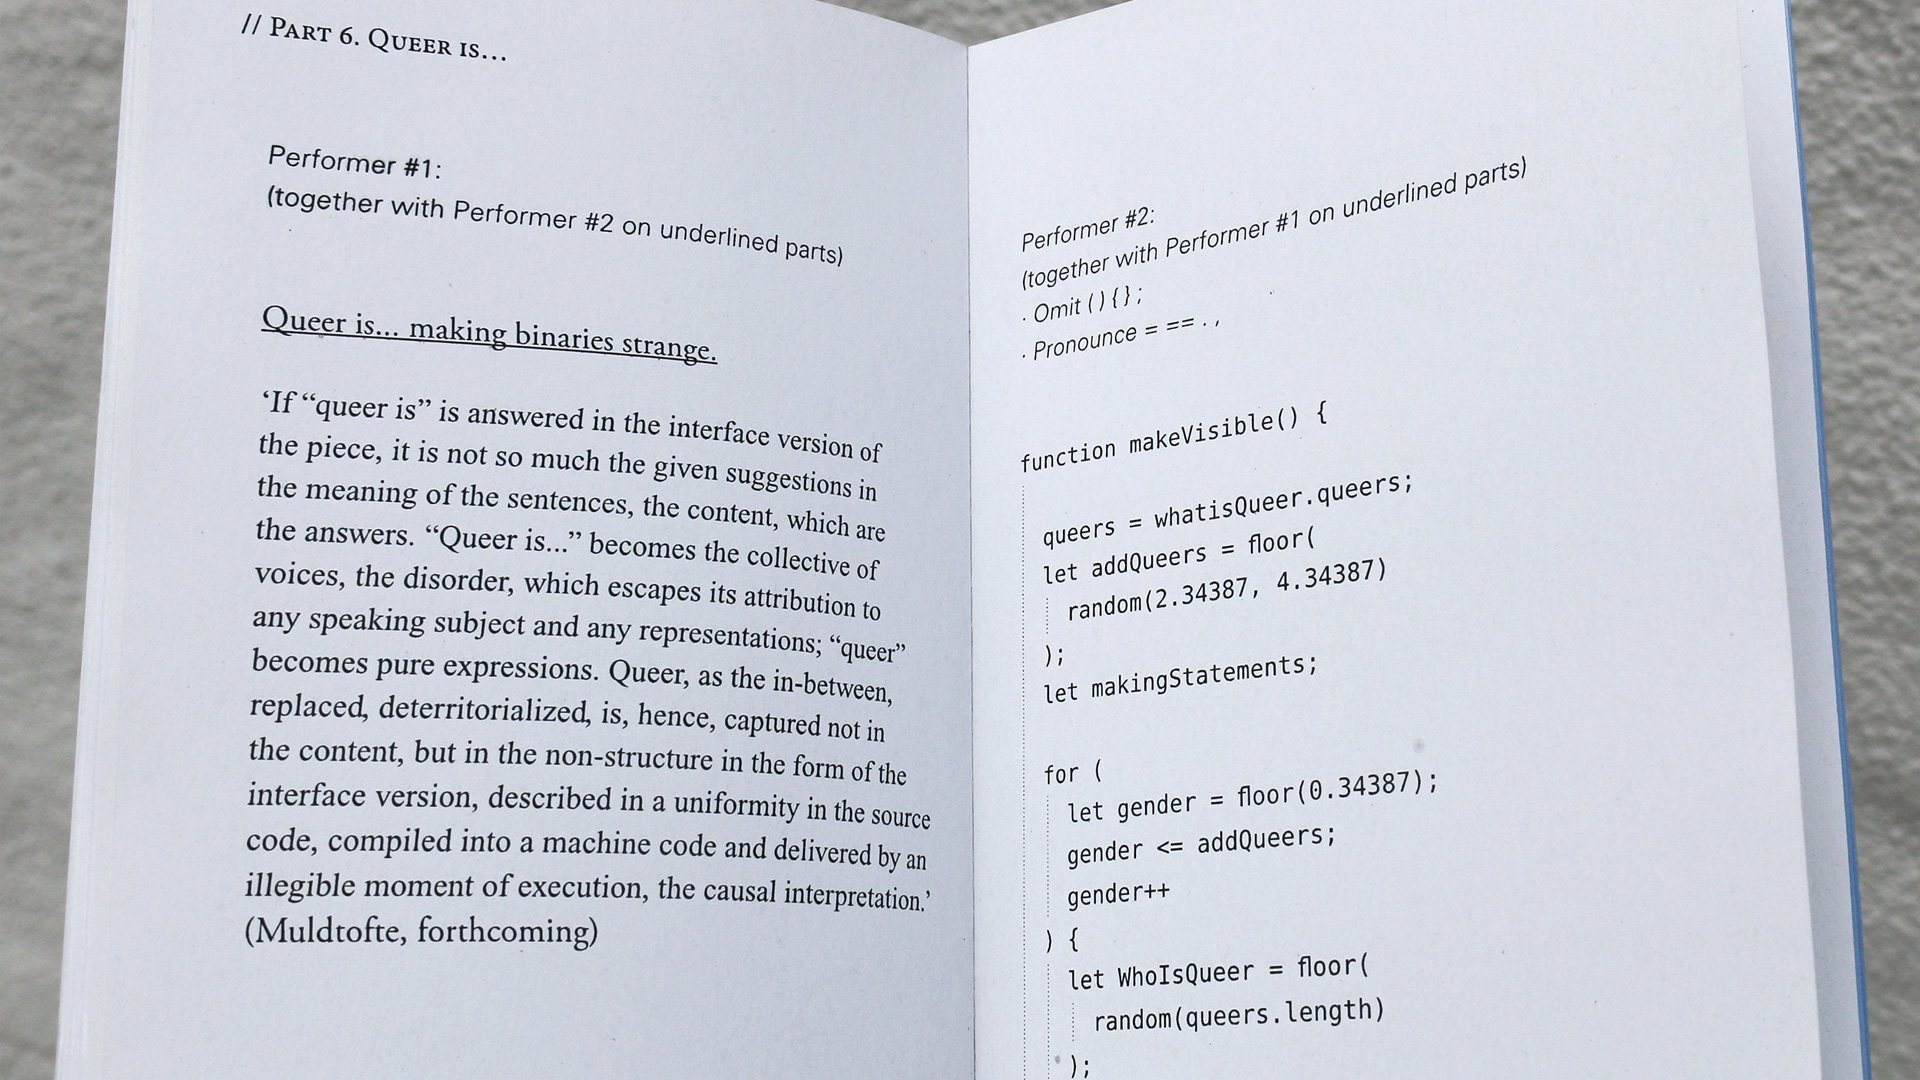 // Part 6. Queer is...
Performer #1:
(together with Performer #2 on underlined parts)
Queer is... making binaries strange.
‘If “queer is” is answered in the interface version of
the piece, it is not so much the given suggestions in
the meaning of the sentences, the content, which are
the answers. “Queer is...” becomes the collective of
voices, the disorder, which escapes its attribution to
any speaking subject and any representations; “queer”
becomes pure expressions. Queer, as the in-between,
replaced, deterritorialized, is, hence, captured not in
the content, but in the non-structure in the form of the
interface version, described in a uniformity in the source
code, compiled into a machine code and delivered by an
illegible moment of execution, the causal interpretation.’
(Muldtofte, forthcoming)
Performer #2:
(together with Performer #1 on underlined parts)
· Omit ( ) { } ;
· Pronounce = == . ,
function makeVisible() {
queers = whatisQueer.queers;
let addQueers = floor(
random(2.34387, 4.34387)
);
let makingStatements;
for (
let gender = floor(0.34387);
gender <= addQueers;
gender++
) {
let WhoIsQueer = floor(
random(queers.length)
);